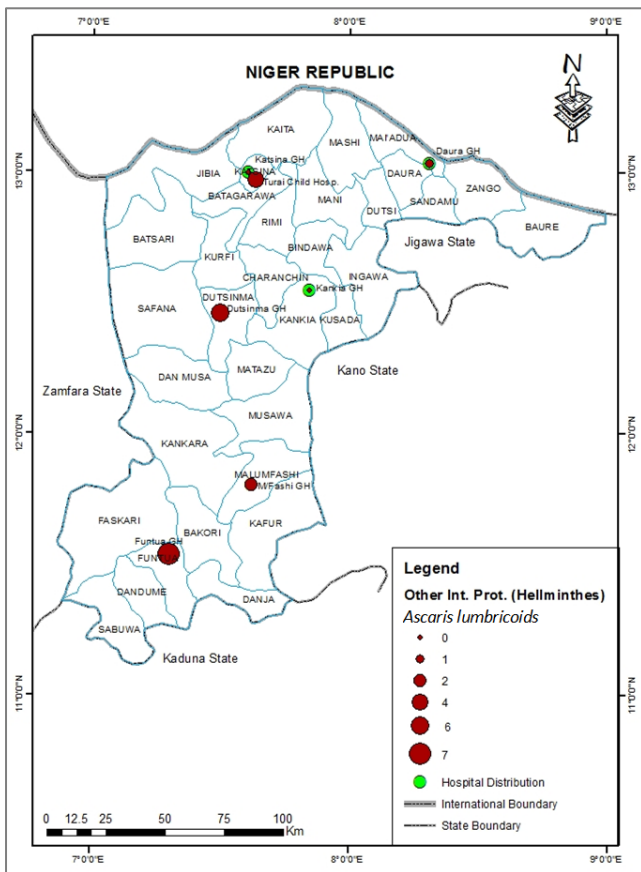 7°0'0"E 8°0'0"E 9°0'0"E
N
NIGER REPUBLIC
KAITA
MASHI
MAI'ADUA
Daura GH
Katsina GH
13°0'0"N 13°0'0"N
JIBIA
DAURA
Turai Child Hosp.
ZANGO
BATAGARAWA
MANI
SANDAMU
DUTSI
RIMI
BAURE
BATSARI
Jigawa State
BINDAWA
KURFI
CHARANCHIN
INGAWA
Kankia GH
DUTSINMA
SAFANA
Dutsinma GH
KANKIA KUSADA
MATAZU
Kano State
DAN MUSA
Zamfara State
MUSAWA
12°0'0"N 12°0'0"N
KANKARA
MALUMFASHI
M/Fashi GH
FASKARI
KAFUR
BAKORI
Funtua GH
FUNTUA
DANDUME
DANJA
SABUWA
Kaduna State
11°0'0"N 11°0'0"N
Legend
Other Int. Prot. (Hellminthes)
Ascaris lumbricoids
0
1
2
4
6
7
Hospital Distribution
International Boundary
State Boundary
0 12.5 25 50 75 100
Km
7°0'0"E 8°0'0"E 9°0'0"E